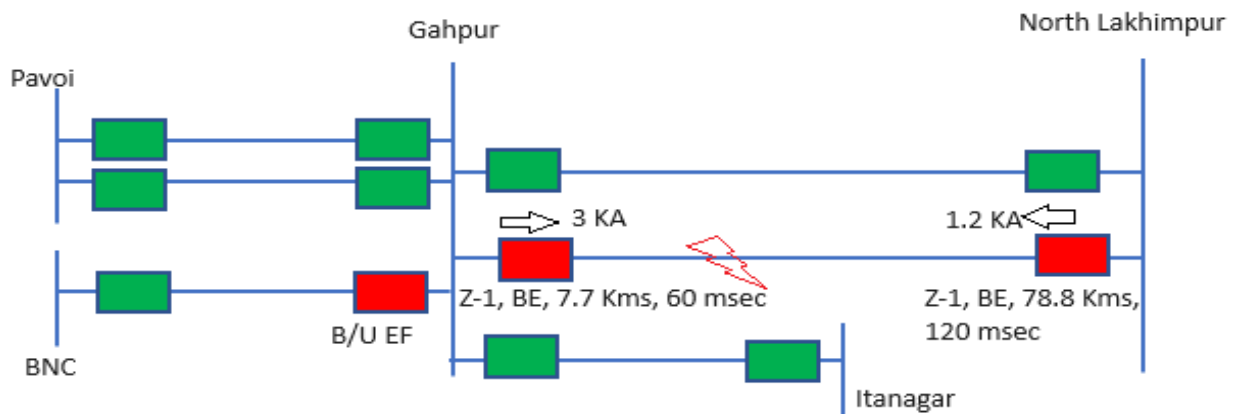 Gahpur
North Lakhimpur
Pavoi
3 KA
1.2 KA
Z-1, BE, 7.7 Kms, 60 msec
Z-1, BE, 78.8 Kms,
120 msec
B/U EF
BNC
Itanagar